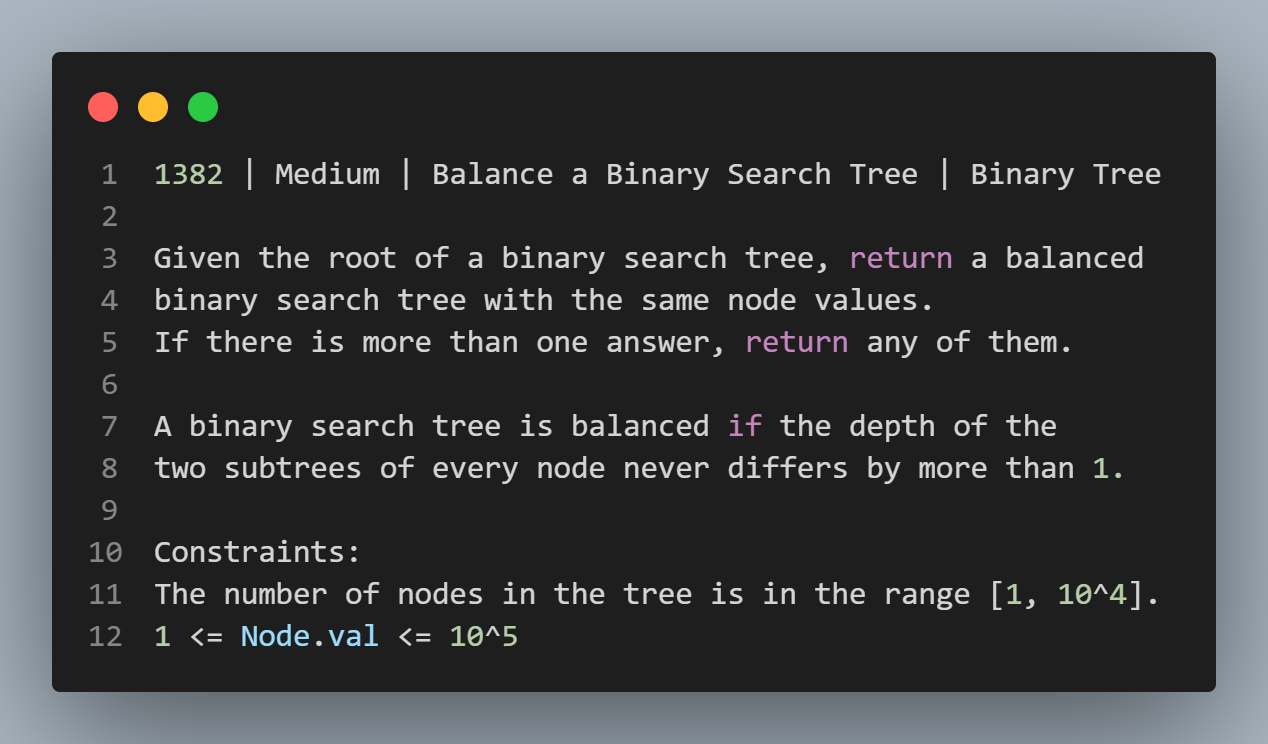 1 1382 | Medium | Balance a Binary Search Tree | Binary Tree
2
3 Given the root of a binary search tree, return a balanced
4 binary search tree with the same node values.
5 If there is more than one answer, return any of them.
6
7 A binary search tree is balanced if the depth of the
8 two subtrees of every node never differs by more than 1.
9
10 Constraints:
11 The number of nodes in the tree is in the range [1, 10^4].
12 1 <= Node.val <= 10^5